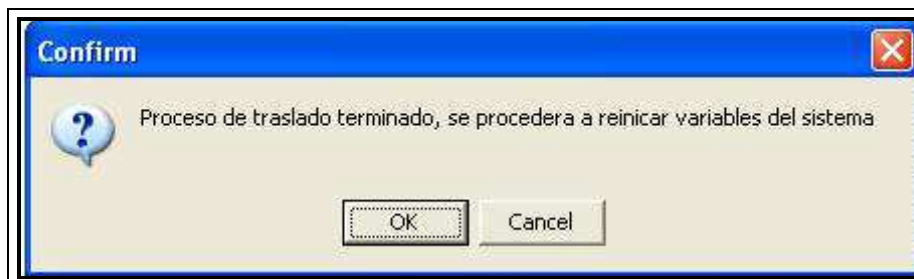 Confirm
Proceso de traslado terminado, se procedera a reinicar variables del sistema
OK
Cancel